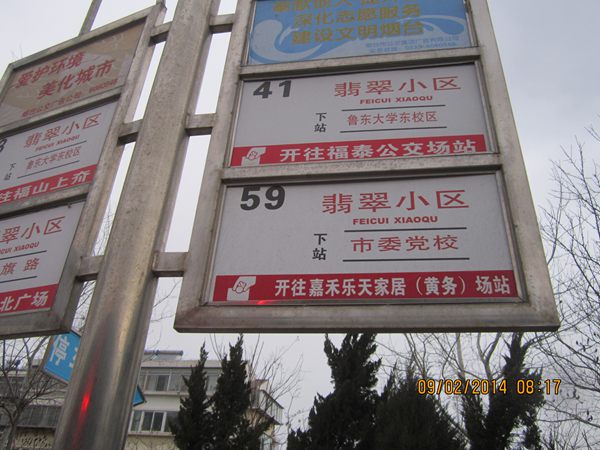 爱护环境
美化城市
翡翠小区
FEICUI XIAOQU
下站
鲁东大学东校区
往福山上夼
翠小区
CUI XIAOQU
旗路
北广场
停
深化志愿服务
建设文明烟台
41
翡翠小区
FEICUI XIAOQU
下站
鲁东大学东校区
开往福泰公交场站
59
翡翠小区
FEICUI XIAOQU
下站
市委党校
开往嘉禾乐天家居（黄务）场站
09/02/2014 08:17